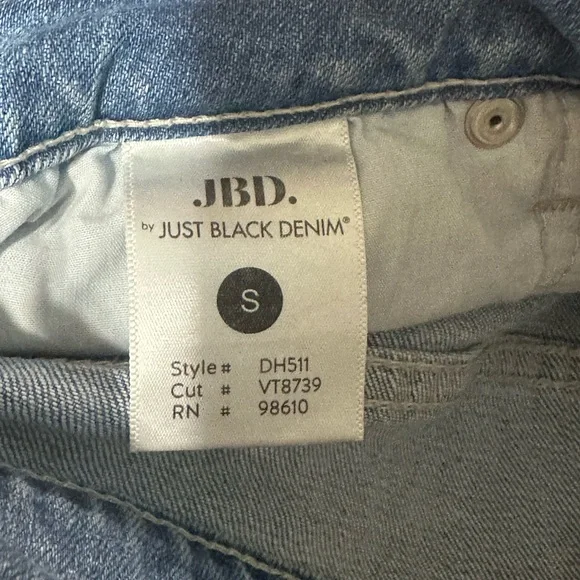 JBD.
by JUST BLACK DENIM®
S
Style # DH511
Cut # VT8739
RN # 98610